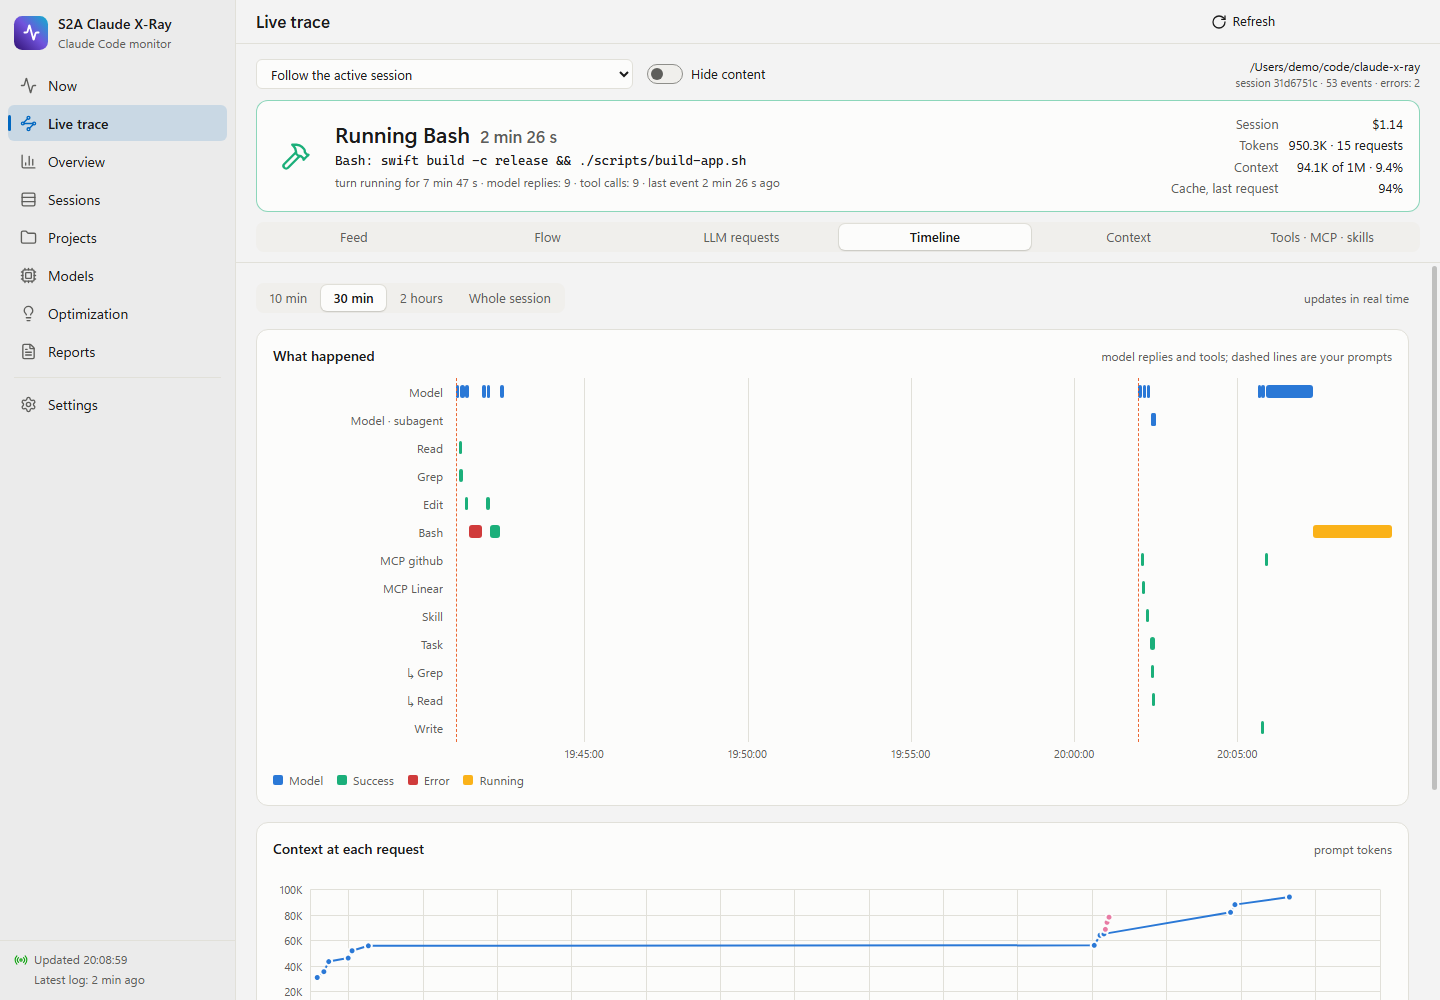 S2A Claude X-Ray
Claude Code monitor
Now
Live trace
Overview
Sessions
Projects
Models
Optimization
Reports
Settings
Updated 20:08:59
Latest log: 2 min ago
Live trace
Refresh
Follow the active session
Hide content
/Users/demo/code/claude-x-ray
session 31d6751c · 53 events · errors: 2
Running Bash 2 min 26 s
Bash: swift build -c release && ./scripts/build-app.sh
turn running for 7 min 47 s · model replies: 9 · tool calls: 9 · last event 2 min 26 s ago
Session $1.14
Tokens 950.3K · 15 requests
Context 94.1K of 1M · 9.4%
Cache, last request 94%
Feed Flow LLM requests Timeline Context Tools · MCP · skills
10 min 30 min 2 hours Whole session
updates in real time
What happened
model replies and tools; dashed lines are your prompts
Model
Model · subagent
Read
Grep
Edit
Bash
MCP github
MCP Linear
Skill
Task
↳ Grep
↳ Read
Write
19:45:00 19:50:00 19:55:00 20:00:00 20:05:00
Model Success Error Running
Context at each request
prompt tokens
100K
80K
60K
40K
20K